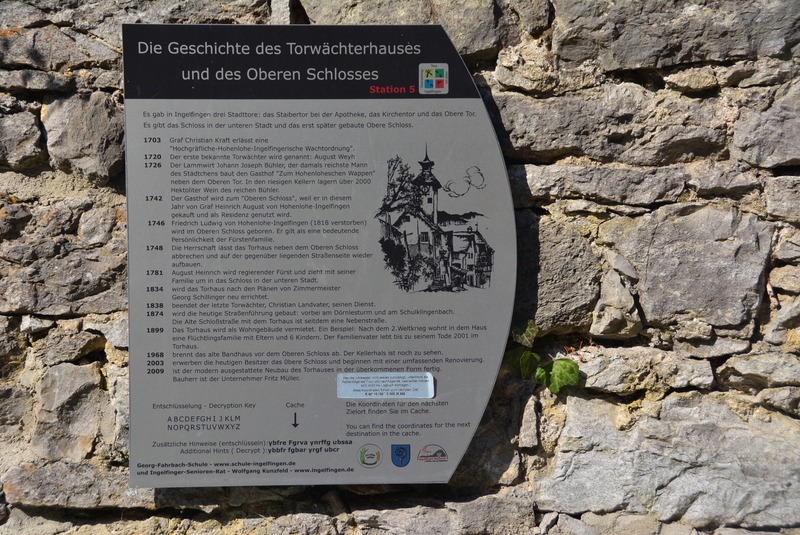 Die Geschichte des Torwächterhauses
und des Oberen Schlosses
Station 5
Es gab in Ingelfingen drei Stadttore: das Staibertor bei der Apotheke, das Kirchentor und das Obere Tor.
Es gibt das Schloss in der unteren Stadt und das erst später gebaute Obere Schloss.
1703 Graf Christian Kraft erlässt eine
"Hochgräfliche-Hohenlohe-Ingelfingerische Wachtordnung".
1720 Der erste bekannte Torwächter wird genannt: August Weyh
1726 Der Lammwirt Johann Joseph Bühler, der damals reichste Mann
des Städtchens baut den Gasthof "Zum Hohenloheschen Wappen"
neben dem Oberen Tor. In den riesigen Kellern lagern über 2000
Hektoliter Wein des reichen Bühler.
1742 Der Gasthof wird zum "Oberen Schloss", weil er in diesem
Jahr von Graf Heinrich August von Hohenlohe-Ingelfingen
gekauft und als Residenz genutzt wird.
1746 Friedrich Ludwig von Hohenlohe-Ingelfingen (1818 verstorben)
wird im Oberen Schloss geboren. Er gilt als eine bedeutende
Persönlichkeit der Fürstenfamilie.
1748 Die Herrschaft lässt das Torhaus neben dem Oberen Schloss
abbrechen und auf der gegenüber liegenden Straßenseite wieder
aufbauen.
1781 August Heinrich wird regierender Fürst und zieht mit seiner
Familie um in das Schloss in der unteren Stadt.
1834 wird das Torhaus nach den Plänen von Zimmermeister
Georg Schillinger neu errichtet.
1838 beendet der letzte Torwächter, Christian Landvater, seinen Dienst.
1874 wird die heutige Straßenführung gebaut: vorbei am Dörniesturm und am Schulklingenbach.
Die Alte Schloßstraße mit dem Torhaus ist seitdem eine Nebenstraße.
1899 Das Torhaus wird als Wohngebäude vermietet. Ein Beispiel: Nach dem 2.Weltkrieg wohnt in dem Haus
eine Flüchtlingsfamilie mit Eltern und 6 Kindern. Der Familienvater lebt bis zu seinem Tode 2001 im
Torhaus.
1968 brennt das alte Bandhaus vor dem Oberen Schloss ab. Der Kellerhals ist noch zu sehen.
2003 erwerben die heutigen Besitzer das Obere Schloss und beginnen mit einer umfassenden Renovierung.
2009 ist der modern ausgestattete Neubau des Torhauses in der überkommenen Form fertig.
Bauherr ist der Unternehmer Fritz Müller.
Entschlüsselung - Decryption Key
Cache
ABCDEFGHIJKLM
NOPQRSTUVWXYZ
Die Koordinaten für den nächsten
Zielort finden Sie im Cache.
You can find the coordinates for the next
destination in the cache.
Zusätzliche Hinweise (entschlüssein):ybfre Fgrva ynrffg ubssa
Additional Hints ( Decrypt ):ybbfr fgbar yrgf ubcr
Georg-Fahrbach-Schule - www.schule-ingelfingen.de
und Ingelfinger-Senioren-Rat - Wolfgang Kunzfeld - www.ingelfingen.de